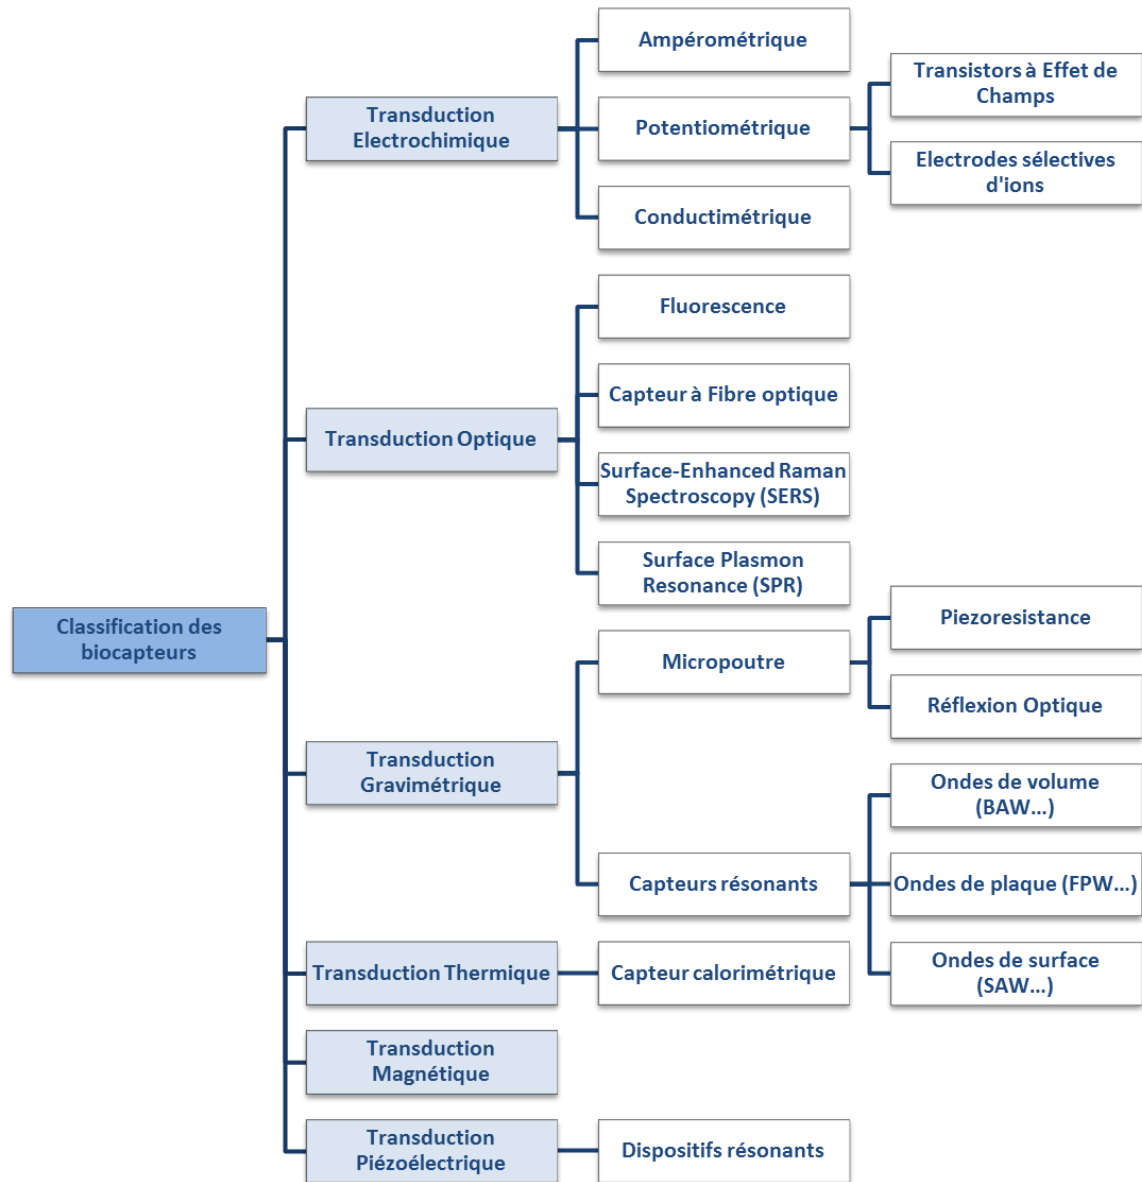 Classification des
biocapteurs
Transduction
Electrochimique
Ampérométrique
Potentiométrique
Transistors à Effet de
Champs
Electrodes sélectives
d'ions
Conductimétrique
Transduction Optique
Fluorescence
Capteur à Fibre optique
Surface-Enhanced Raman
Spectroscopy (SERS)
Surface Plasmon
Resonance (SPR)
Transduction
Gravimétrique
Micropoutre
Piezoresistance
Réflexion Optique
Capteurs résonants
Ondes de volume
(BAW...)
Ondes de plaque (FPW...)
Ondes de surface
(SAW...)
Transduction Thermique
Capteur calorimétrique
Transduction
Magnétique
Transduction
Piézoélectrique
Dispositifs résonants